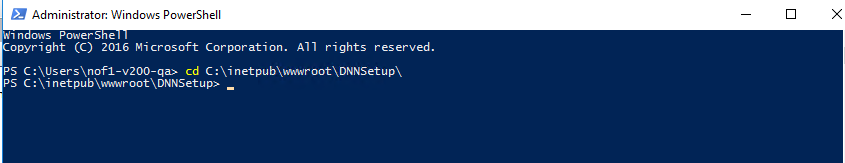 Administrator: Windows PowerShell
Windows PowerShell
Copyright (C) 2016 Microsoft Corporation. All rights reserved.
PS C:\Users\nof1-v200-qa> cd C:\inetpub\wwwroot\DNNSetup\
PS C:\inetpub\wwwroot\DNNSetup> _